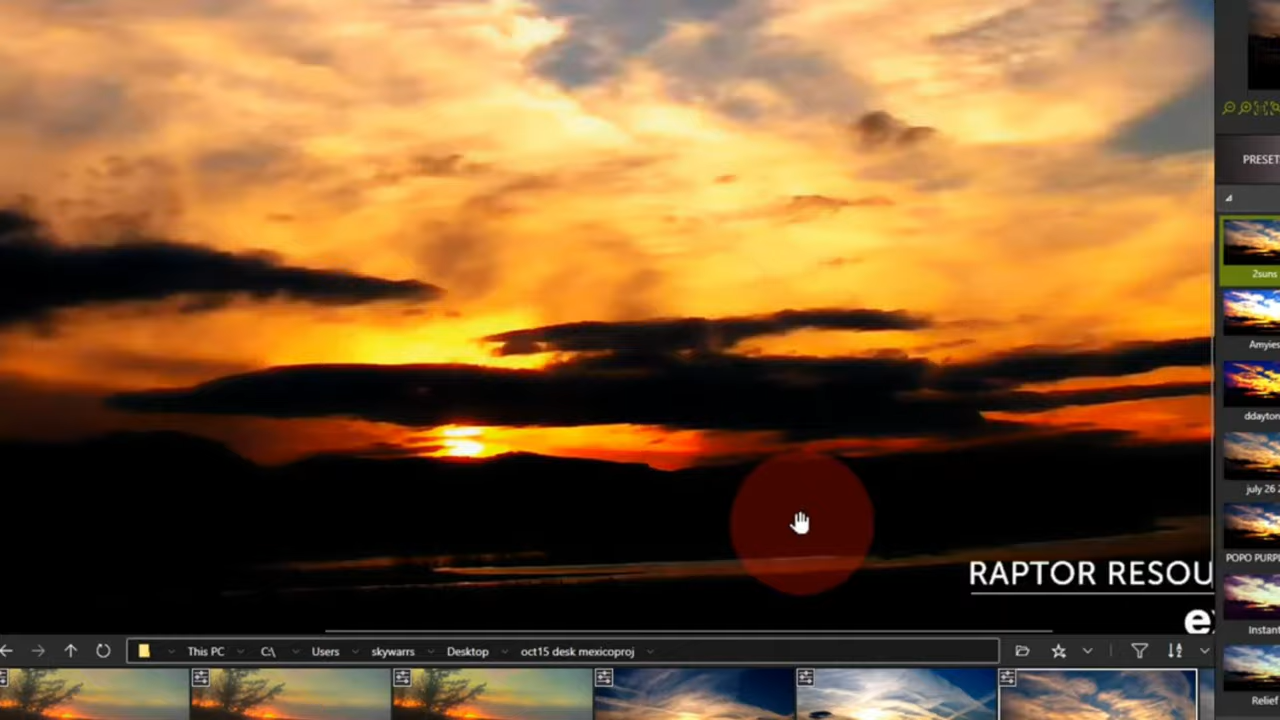 PRESET
2suns
Amyies
ddayton
july 26 2
POPO PURP
Instant
Relief
RAPTOR RESOU
e
This PC
C:\
Users
skywarrs
Desktop
oct15 desk mexicoproj